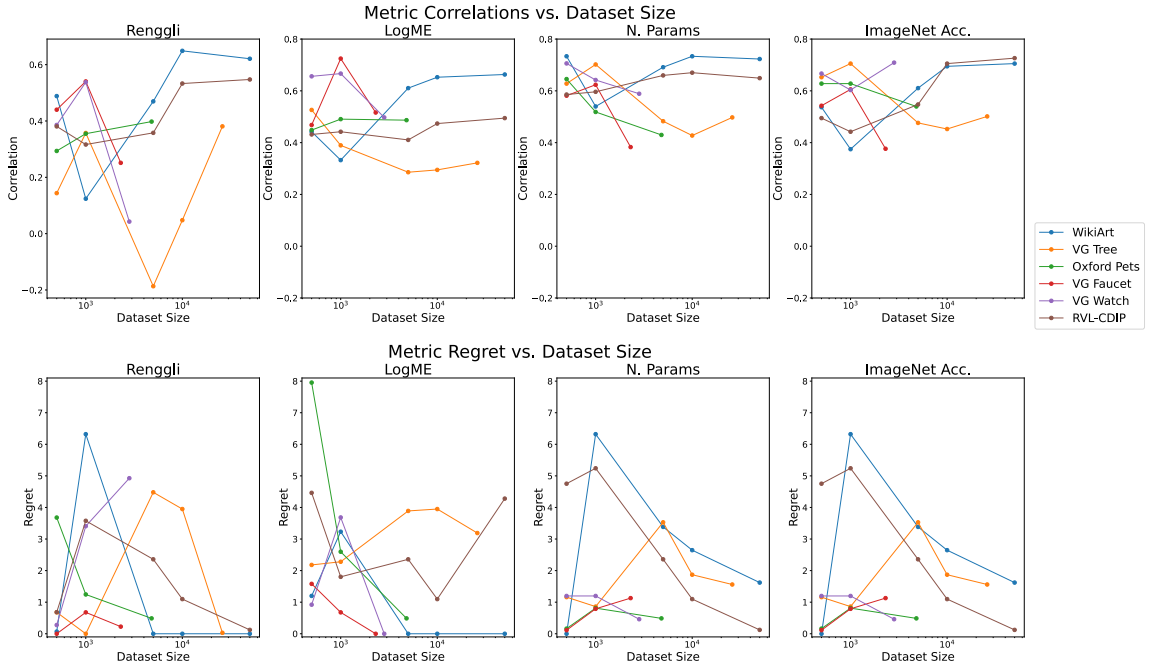 Metric Correlations vs. Dataset Size
Renggli
LogME
N. Params
ImageNet Acc.
Correlation
0.6
0.4
0.2
0.0
−0.2
10³
10⁴
Dataset Size
Correlation
0.8
0.6
0.4
0.2
0.0
−0.2
10³
10⁴
Dataset Size
Correlation
0.8
0.6
0.4
0.2
0.0
−0.2
10³
10⁴
Dataset Size
Correlation
0.8
0.6
0.4
0.2
0.0
−0.2
10³
10⁴
Dataset Size
WikiArt
VG Tree
Oxford Pets
VG Faucet
VG Watch
RVL-CDIP
Metric Regret vs. Dataset Size
Renggli
LogME
N. Params
ImageNet Acc.
Regret
8
7
6
5
4
3
2
1
0
10³
10⁴
Dataset Size
Regret
8
7
6
5
4
3
2
1
0
10³
10⁴
Dataset Size
Regret
8
7
6
5
4
3
2
1
0
10³
10⁴
Dataset Size
Regret
8
7
6
5
4
3
2
1
0
10³
10⁴
Dataset Size